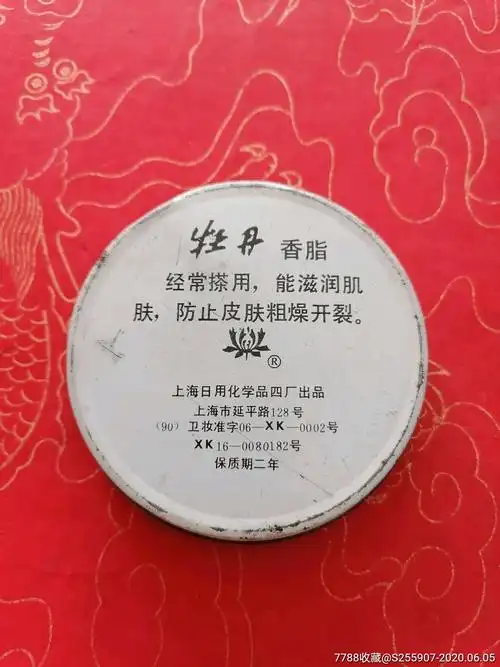 牡丹 香脂
经常搽用，能滋润肌
肤，防止皮肤粗燥开裂。
®
上海日用化学品四厂出品
上海市延平路128号
(90) 卫妆准字06—XK—0002号
XK16—0080182号
保质期二年
7788收藏@S255907-2020.06.05